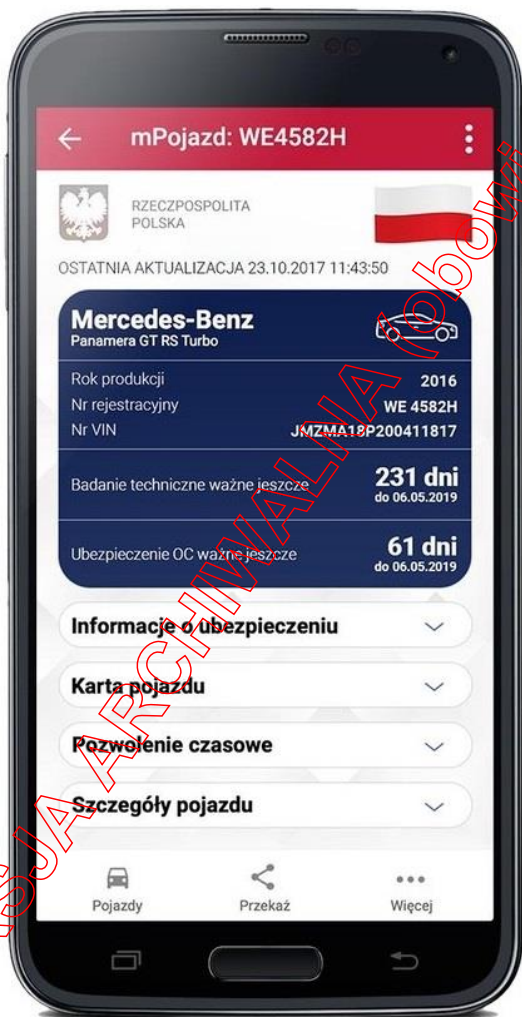 mPojazd: WE4582H
RZECZPOSPOLITA
POLSKA
OSTATNIA AKTUALIZACJA 23.10.2017 11:43:50
Mercedes-Benz
Panamera GT RS Turbo
Rok produkcji 2016
Nr rejestracyjny WE 4582H
Nr VIN JMZMA18P200411817
Badanie techniczne ważne jeszcze 231 dni
do 06.05.2019
Ubezpieczenie OC ważne jeszcze 61 dni
do 06.05.2019
Informacje o ubezpieczeniu
Karta pojazdu
Pozwolenie czasowe
Szczegóły pojazdu
Pojazdy Przekaż Więcej
SJA ARCHIWALNA (obowi